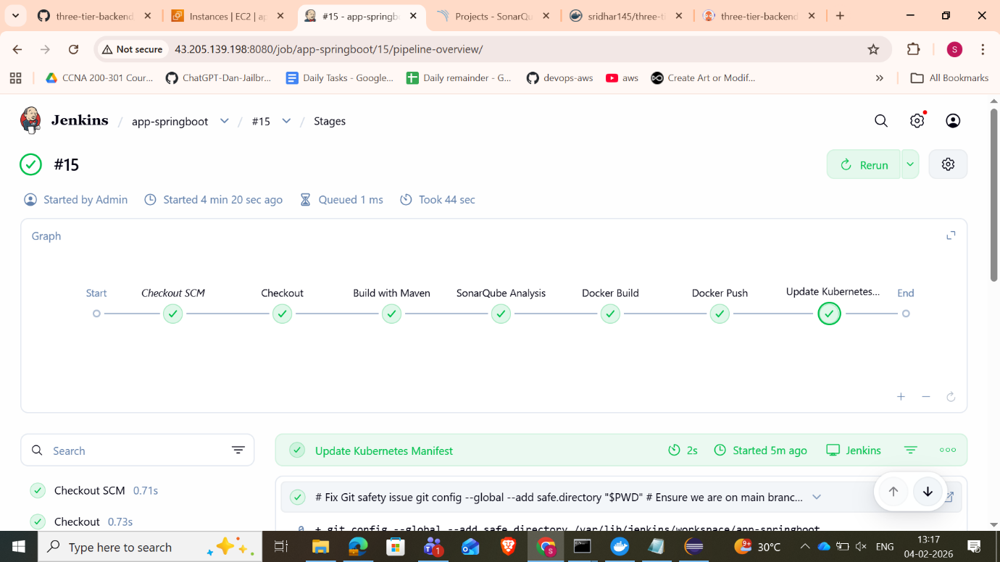 three-tier-backend
Instances | EC2 | ap
#15 - app-springbo
Projects - SonarQu
sridhar145/three-ti
three-tier-backend
Not secure
43.205.139.198:8080/job/app-springboot/15/pipeline-overview/
S
CCNA 200-301 Cour...
ChatGPT-Dan-Jailbr...
Daily Tasks - Google...
Daily remainder - G...
devops-aws
aws
Create Art or Modif...
»
All Bookmarks
Jenkins / app-springboot / #15 / Stages
#15
Rerun
Started by Admin
Started 4 min 20 sec ago
Queued 1 ms
Took 44 sec
Graph
Start
Checkout SCM
Checkout
Build with Maven
SonarQube Analysis
Docker Build
Docker Push
Update Kubernetes...
End
Search
Update Kubernetes Manifest
2s
Started 5m ago
Jenkins
Checkout SCM 0.71s
# Fix Git safety issue git config --global --add safe.directory "$PWD" # Ensure we are on main branc...
Checkout 0.73s
0 + git config --global --add safe.directory /var/lib/jenkins/workspace/app-springboot
Type here to search
1
S
9+
30°C
ENG
13:17
04-02-2026